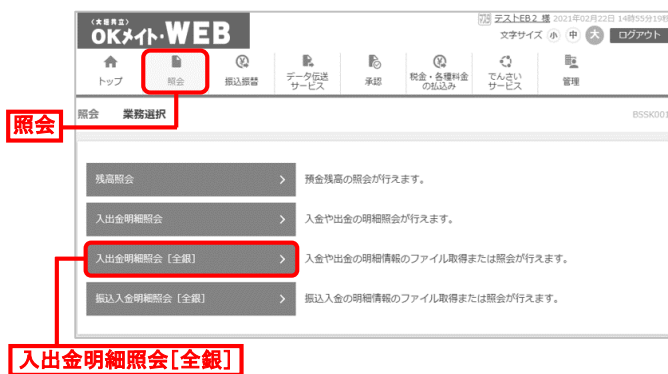 〈大垣共立〉
OKメイト・WEB
テストEB2 様 2021年02月22日 14時55分19秒
文字サイズ 小 中 大 ログアウト
トップ 照会 振込振替 データ伝送サービス 承認 税金・各種料金の払込み でんさいサービス 管理
照会 業務選択 BSSK001
照会
残高照会 預金残高の照会が行えます。
入出金明細照会 入金や出金の明細照会が行えます。
入出金明細照会［全銀］ 入金や出金の明細情報のファイル取得または照会が行えます。
振込入金明細照会［全銀］ 振込入金の明細情報のファイル取得または照会が行えます。
入出金明細照会［全銀］